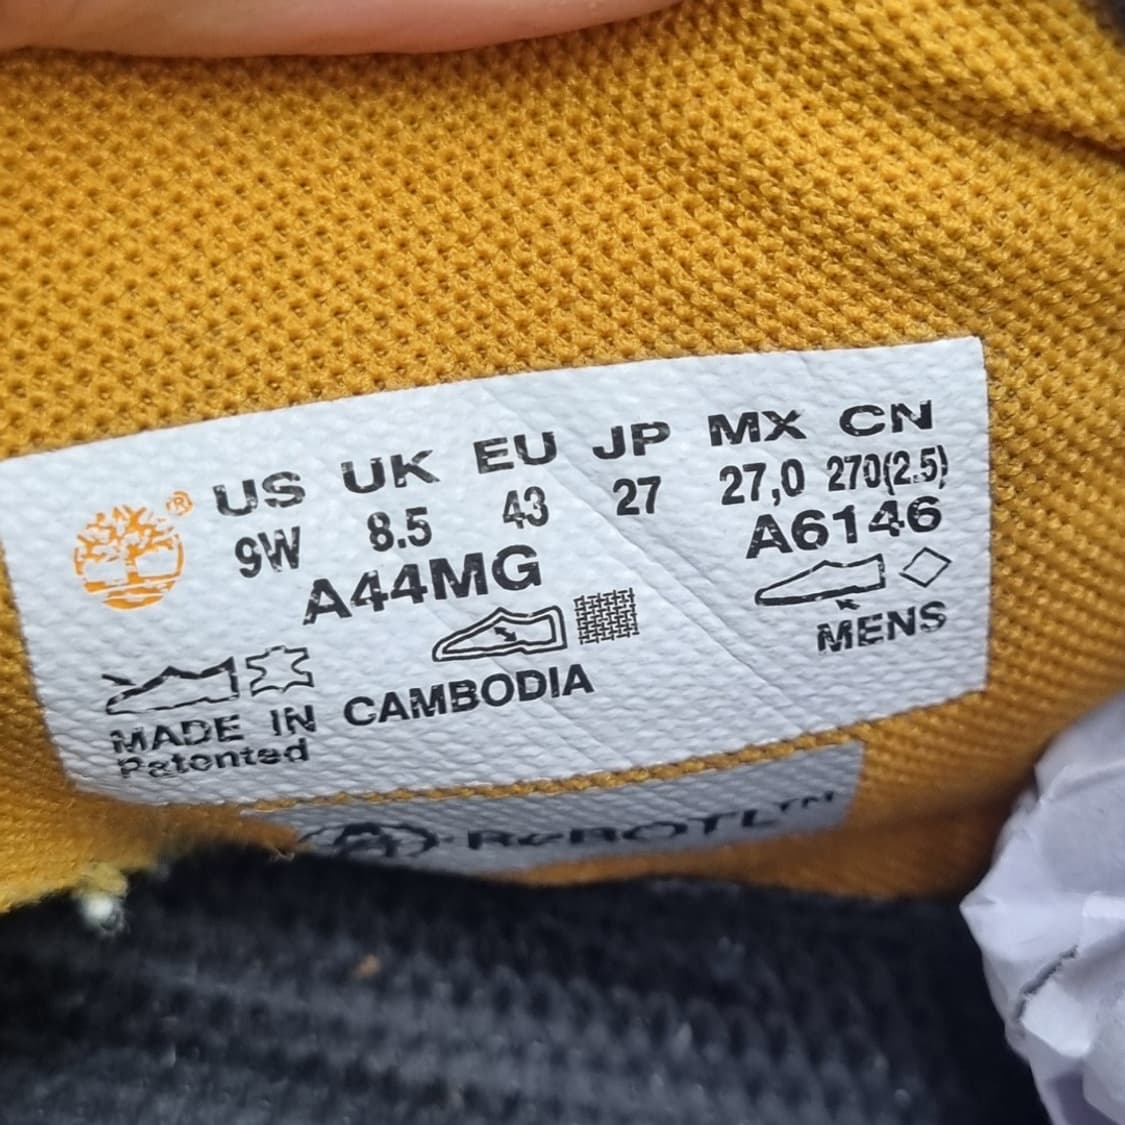 US UK EU JP MX CN
9W 8.5 43 27 27,0 270(2.5)
A44MG A6146
MENS
MADE IN CAMBODIA
Patented
ReBOTL™
®